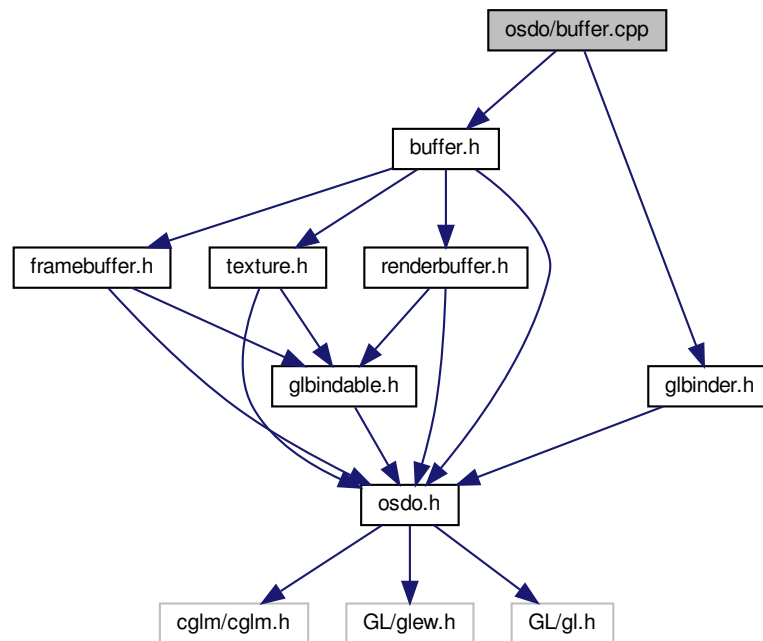 osdo/buffer.cpp
buffer.h
framebuffer.h
texture.h
renderbuffer.h
glbindable.h
glbinder.h
osdo.h
cglm/cglm.h
GL/glew.h
GL/gl.h